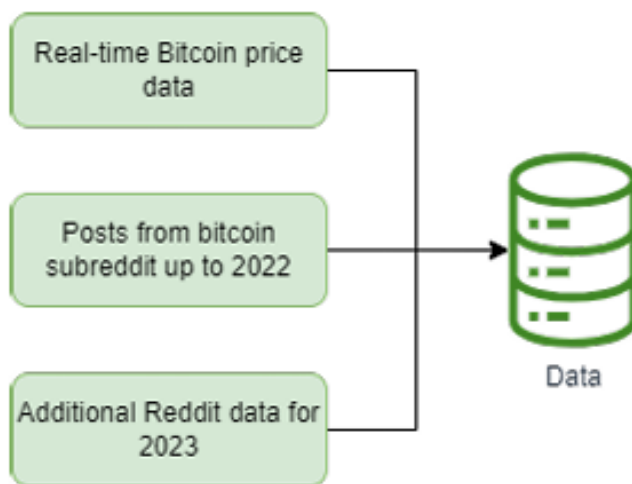 Real-time Bitcoin price
data
Posts from bitcoin
subreddit up to 2022
Additional Reddit data for
2023
Data